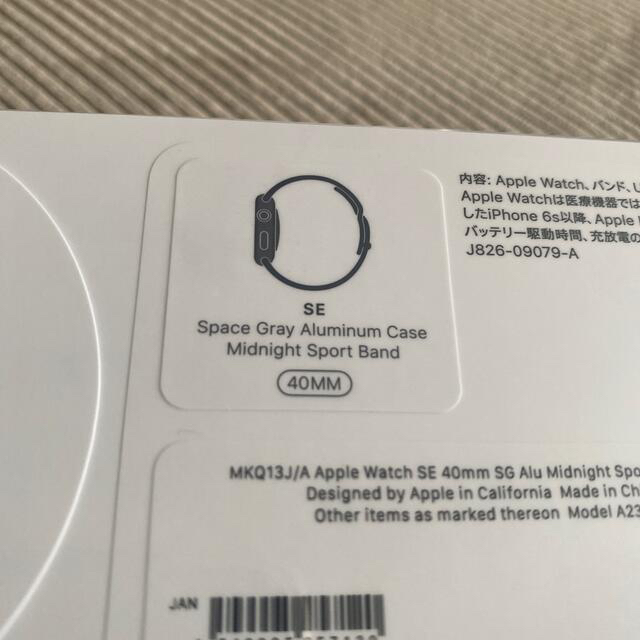 SE
Space Gray Aluminum Case
Midnight Sport Band
40MM
内容: Apple Watch、バンド、
Apple Watchは医療機器では
したiPhone 6s以降、Apple
バッテリー駆動時間、充放電の
J826-09079-A
MKQ13J/A Apple Watch SE 40mm SG Alu Midnight Spo
Designed by Apple in California Made in Ch
Other items as marked thereon Model A23
JAN